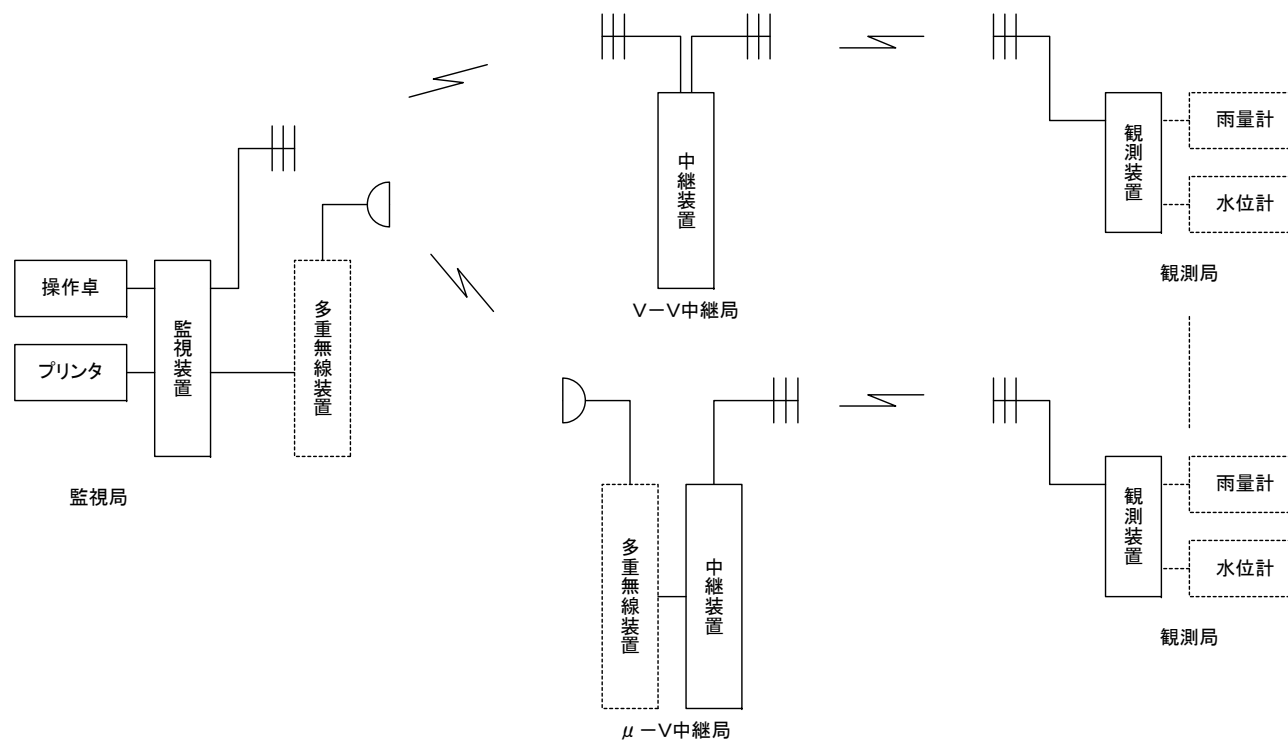 操作卓
プリンタ
監視装置
多重無線装置
監視局
中継装置
V－V中継局
多重無線装置
中継装置
μ－V中継局
観測装置
雨量計
水位計
観測局
観測装置
雨量計
水位計
観測局